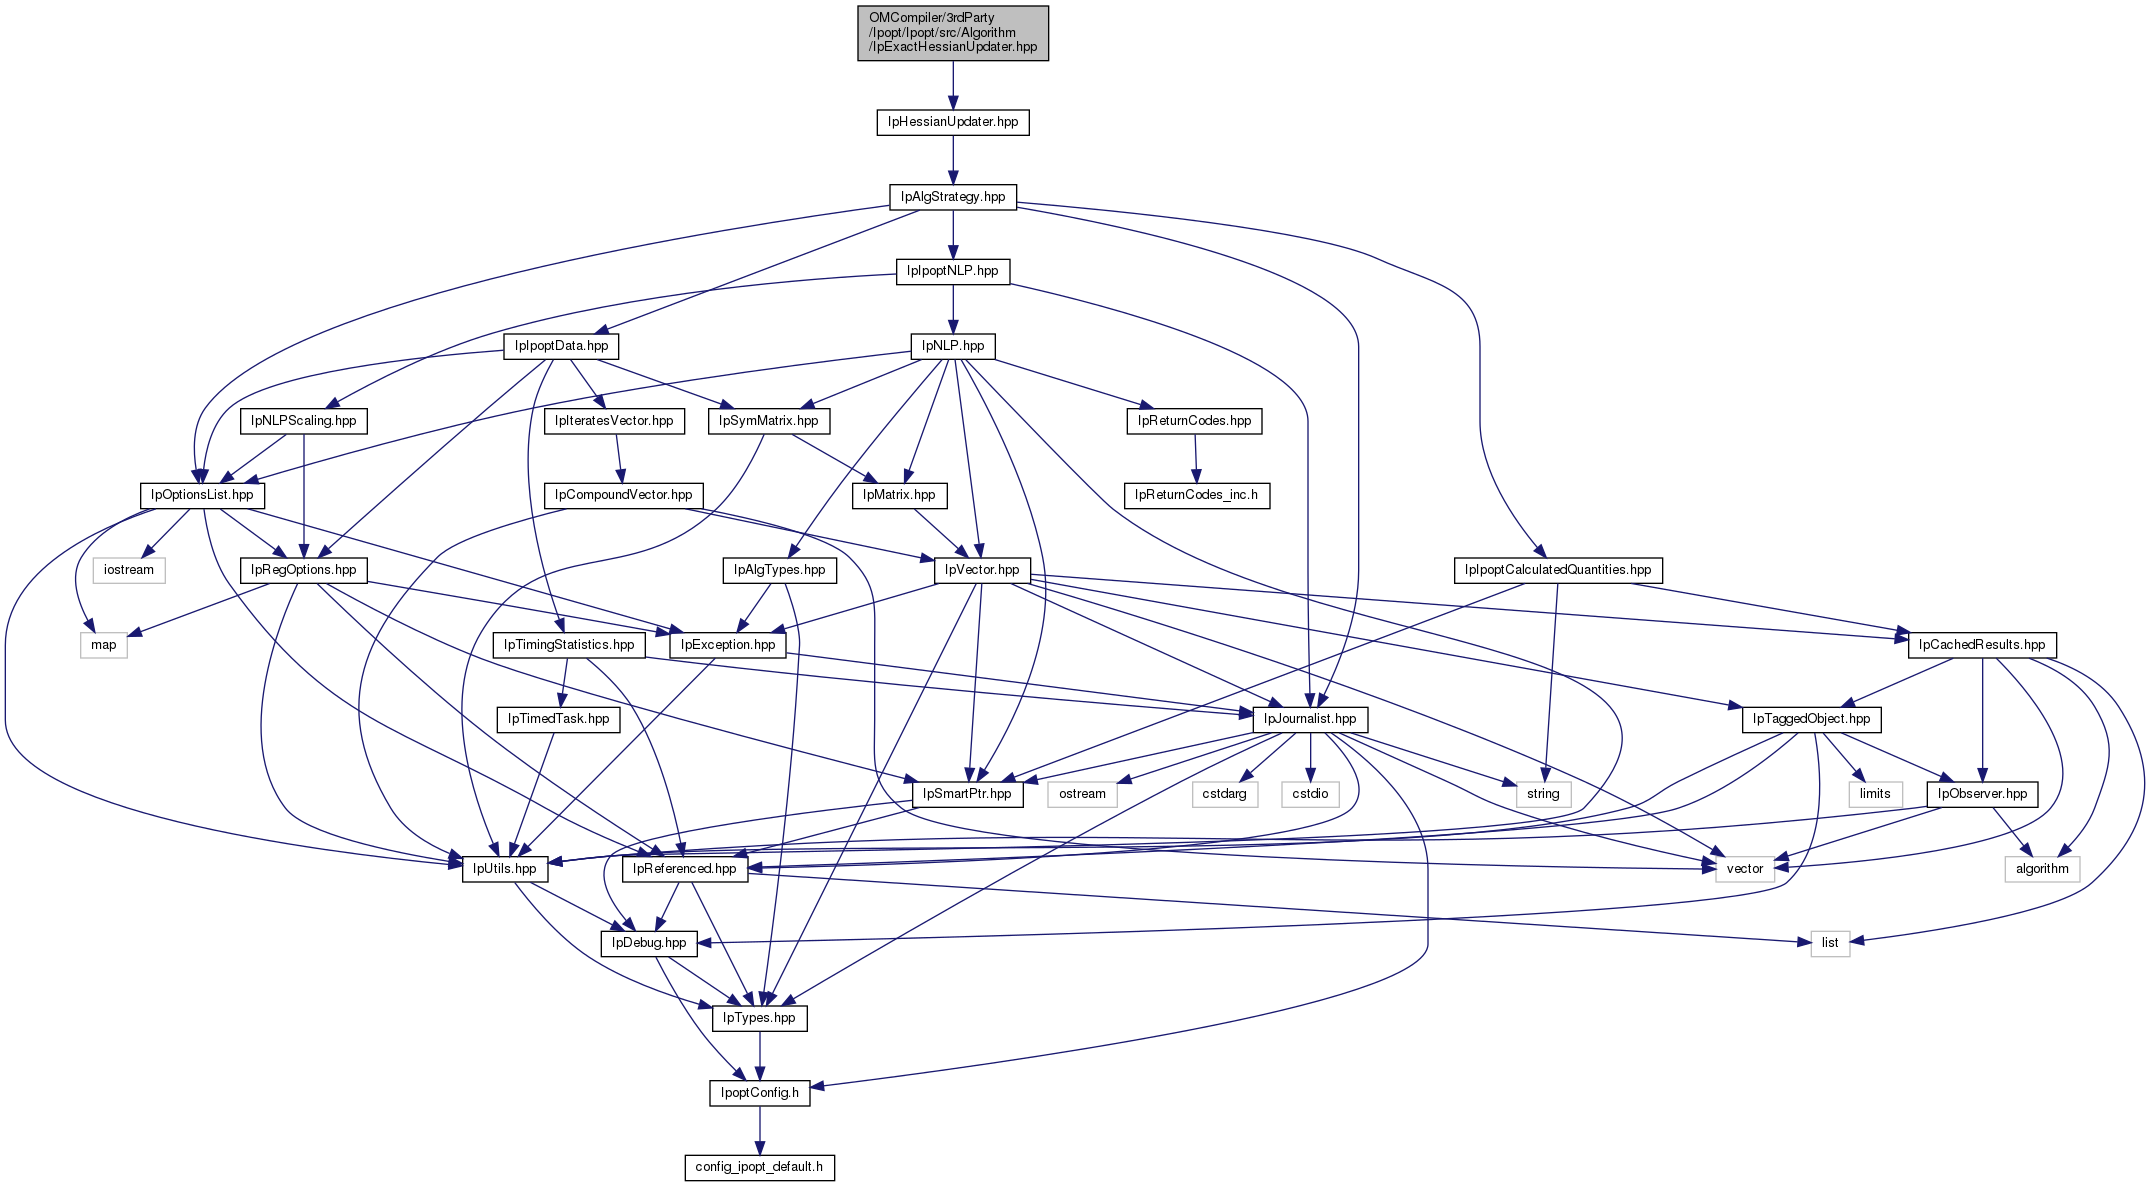 OMCompiler/3rdParty
/Ipopt/Ipopt/src/Algorithm
/IpExactHessianUpdater.hpp
IpHessianUpdater.hpp
IpAlgStrategy.hpp
IpIpoptNLP.hpp
IpIpoptData.hpp
IpNLP.hpp
IpNLPScaling.hpp
IpIteratesVector.hpp
IpSymMatrix.hpp
IpReturnCodes.hpp
IpOptionsList.hpp
IpCompoundVector.hpp
IpMatrix.hpp
IpReturnCodes_inc.h
iostream
IpRegOptions.hpp
IpAlgTypes.hpp
IpVector.hpp
IpIpoptCalculatedQuantities.hpp
map
IpTimingStatistics.hpp
IpException.hpp
IpCachedResults.hpp
IpTimedTask.hpp
IpJournalist.hpp
IpTaggedObject.hpp
IpSmartPtr.hpp
ostream
cstdarg
cstdio
string
limits
IpObserver.hpp
IpUtils.hpp
IpReferenced.hpp
vector
algorithm
IpDebug.hpp
list
IpTypes.hpp
IpoptConfig.h
config_ipopt_default.h